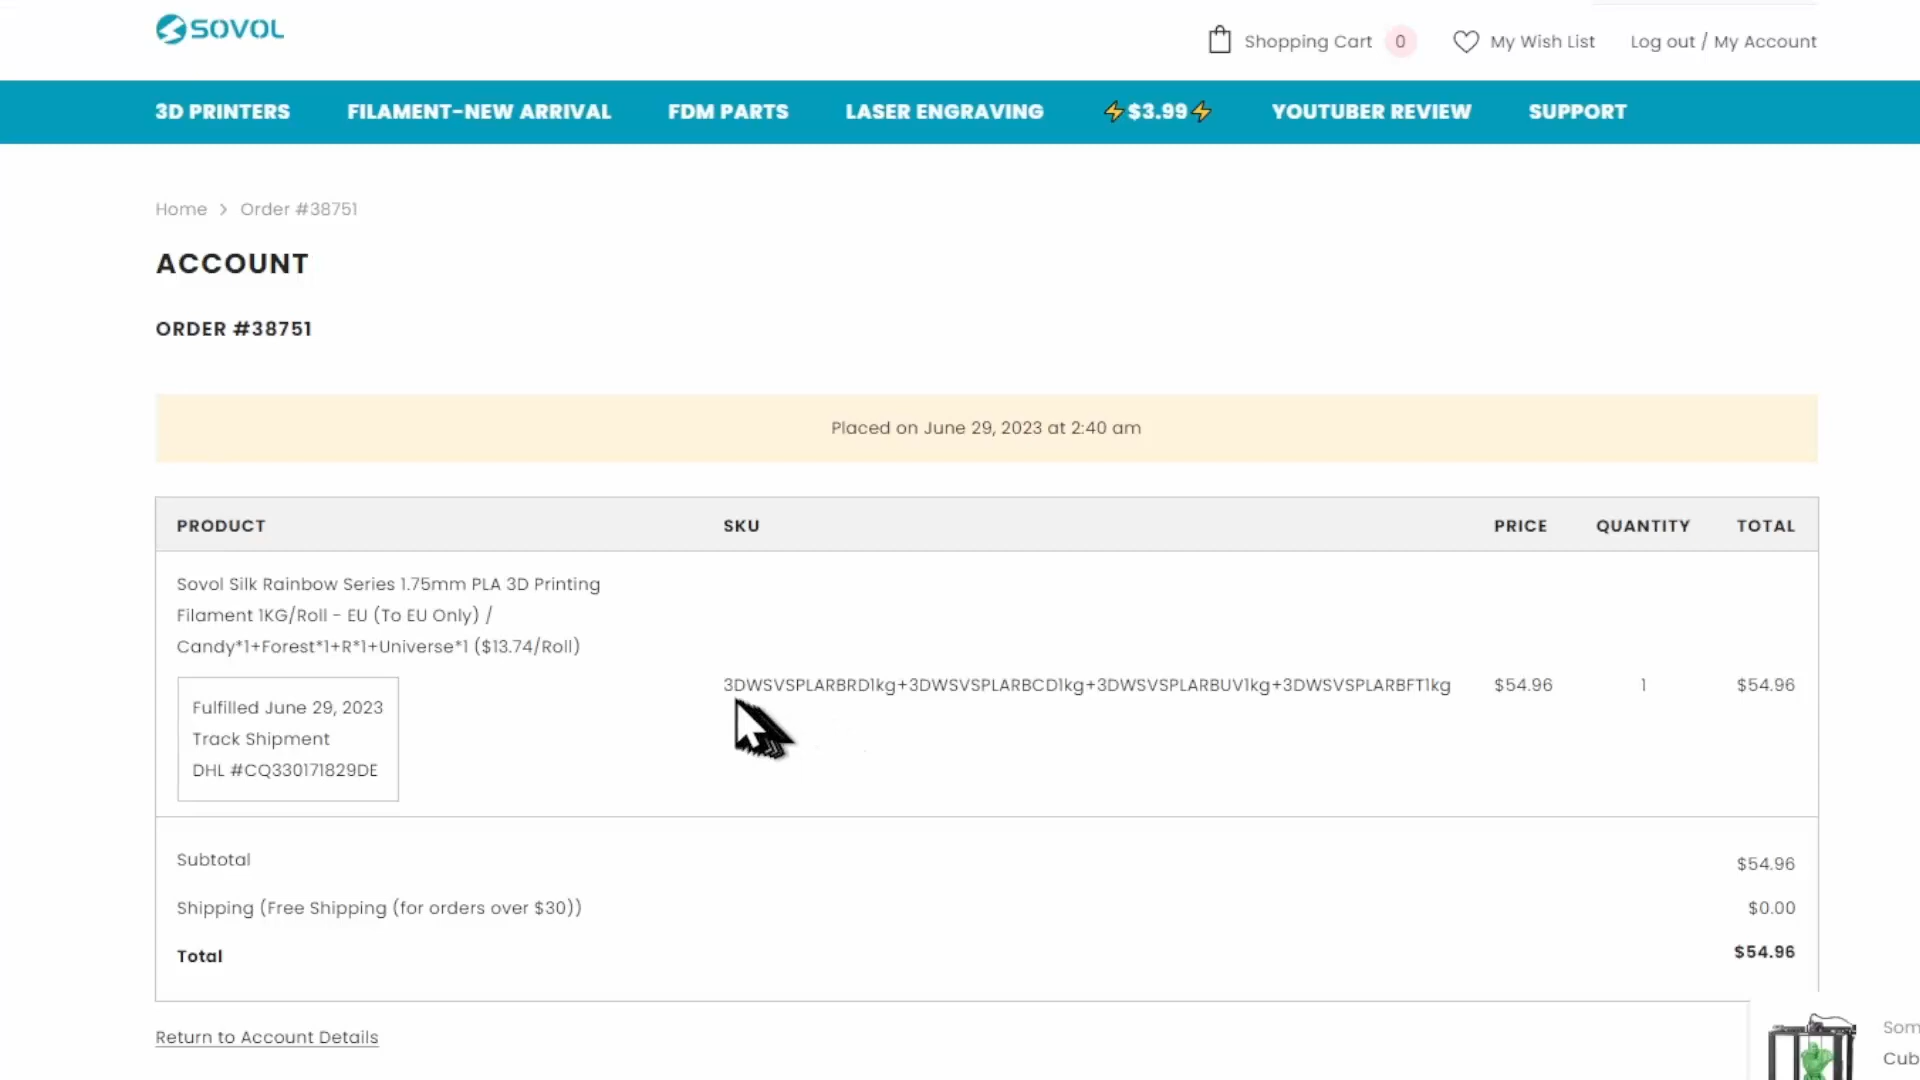 SOVOL
Shopping Cart 0
My Wish List
Log out / My Account
3D PRINTERS
FILAMENT-NEW ARRIVAL
FDM PARTS
LASER ENGRAVING
⚡$3.99⚡
YOUTUBER REVIEW
SUPPORT
Home > Order #38751
ACCOUNT
ORDER #38751
Placed on June 29, 2023 at 2:40 am
PRODUCT SKU PRICE QUANTITY TOTAL
Sovol Silk Rainbow Series 1.75mm PLA 3D Printing
Filament 1KG/Roll - EU (To EU Only) /
Candy*1+Forest*1+R*1+Universe*1 ($13.74/Roll)
Fulfilled June 29, 2023
Track Shipment
DHL #CQ330171829DE
3DWSVSPLARBRD1kg+3DWSVSPLARBCD1kg+3DWSVSPLARBUV1kg+3DWSVSPLARBFT1kg $54.96 1 $54.96
Subtotal $54.96
Shipping (Free Shipping (for orders over $30)) $0.00
Total $54.96
Return to Account Details
Som
Cub